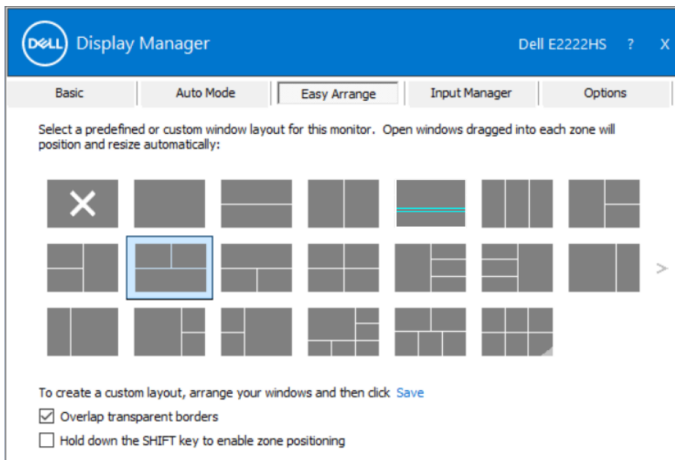 DELL Display Manager Dell E2222HS ? X
Basic Auto Mode Easy Arrange Input Manager Options
Select a predefined or custom window layout for this monitor. Open windows dragged into each zone will
position and resize automatically:
>
To create a custom layout, arrange your windows and then click Save
Overlap transparent borders
Hold down the SHIFT key to enable zone positioning